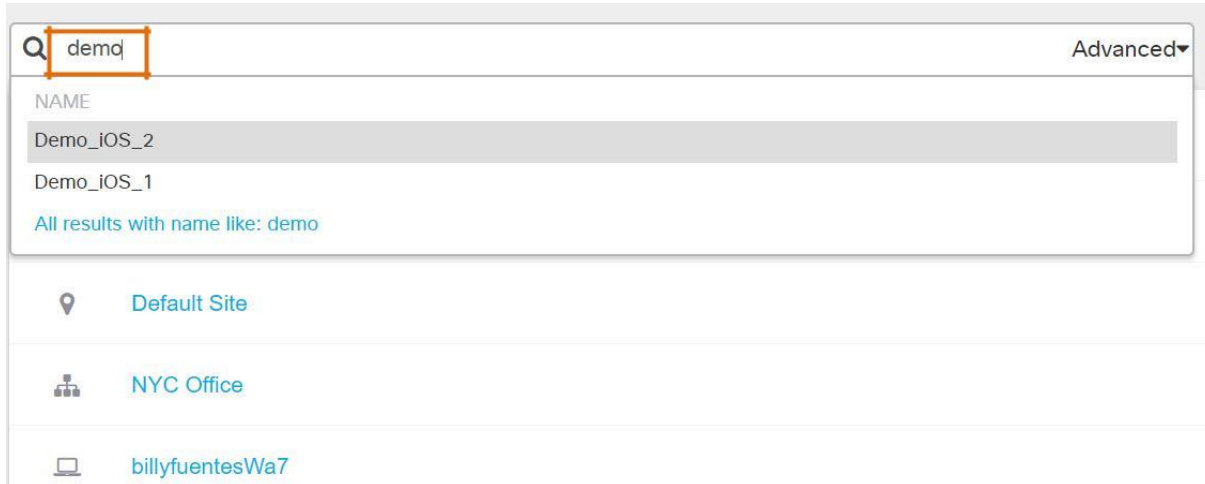 demo Advanced
NAME
Demo_iOS_2
Demo_iOS_1
All results with name like: demo
Default Site
NYC Office
billyfuentesWa7